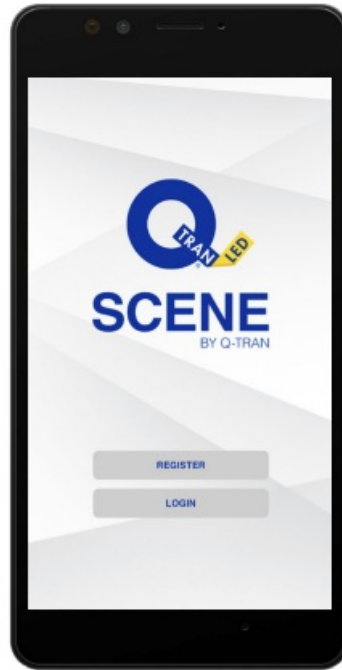 Q
TRAN LED
®
SCENE
BY Q-TRAN
REGISTER
LOGIN